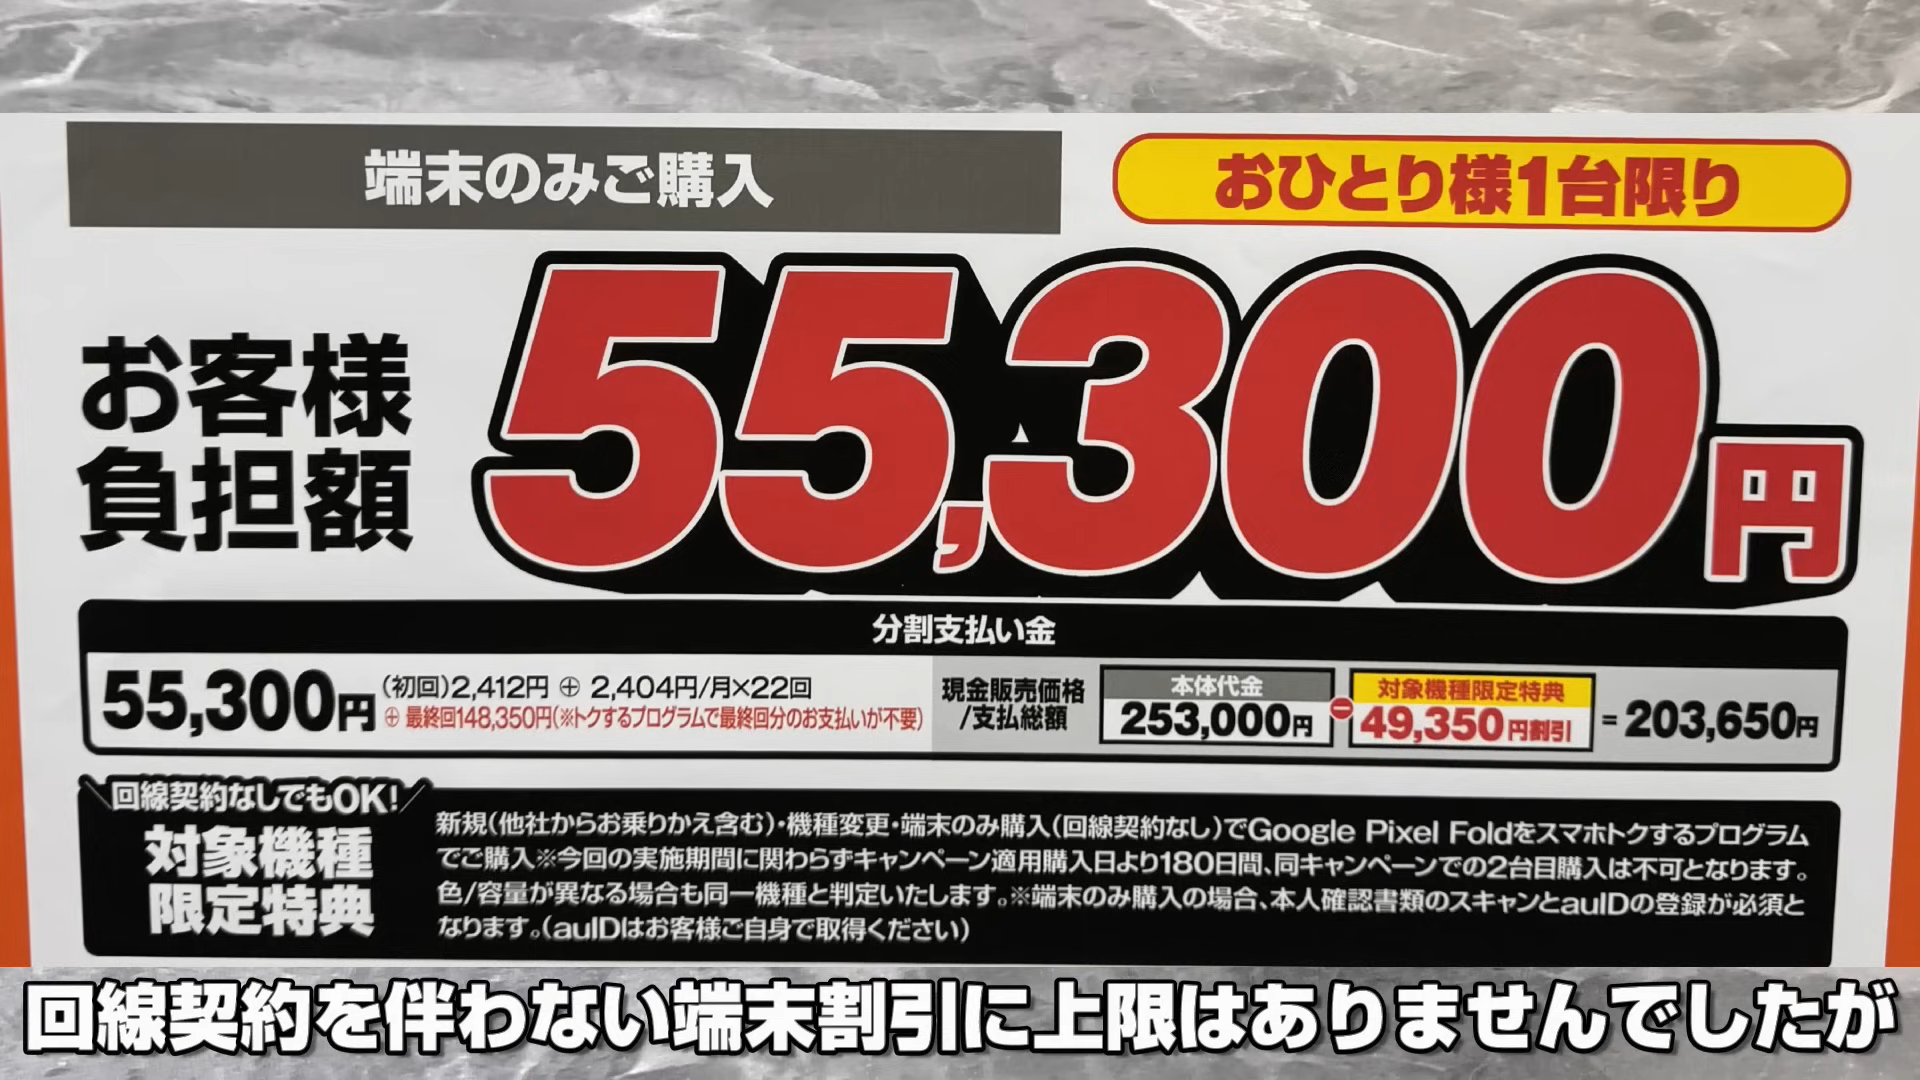 端末のみご購入
おひとり様1台限り
お客様
負担額
55,300円
分割支払い金
55,300円
(初回)2,412円 ⊕ 2,404円/月×22回
⊕ 最終回148,350円(※トクするプログラムで最終回分のお支払いが不要)
現金販売価格
/支払総額
本体代金
253,000円
−
対象機種限定特典
49,350円割引
=203,650円
\回線契約なしでもOK!/
対象機種
限定特典
新規(他社からお乗りかえ含む)・機種変更・端末のみ購入(回線契約なし)でGoogle Pixel Foldをスマホトクするプログラム
でご購入※今回の実施期間に関わらずキャンペーン適用購入日より180日間、同キャンペーンでの2台目購入は不可となります。
色/容量が異なる場合も同一機種と判定いたします。※端末のみ購入の場合、本人確認書類のスキャンとauIDの登録が必須と
なります。(auIDはお客様ご自身で取得ください)
回線契約を伴わない端末割引に上限はありませんでしたが